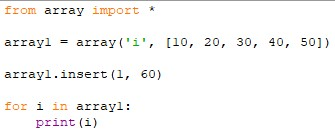 from array import *
array1 = array('i', [10, 20, 30, 40, 50])
array1.insert(1, 60)
for i in array1:
    print(i)